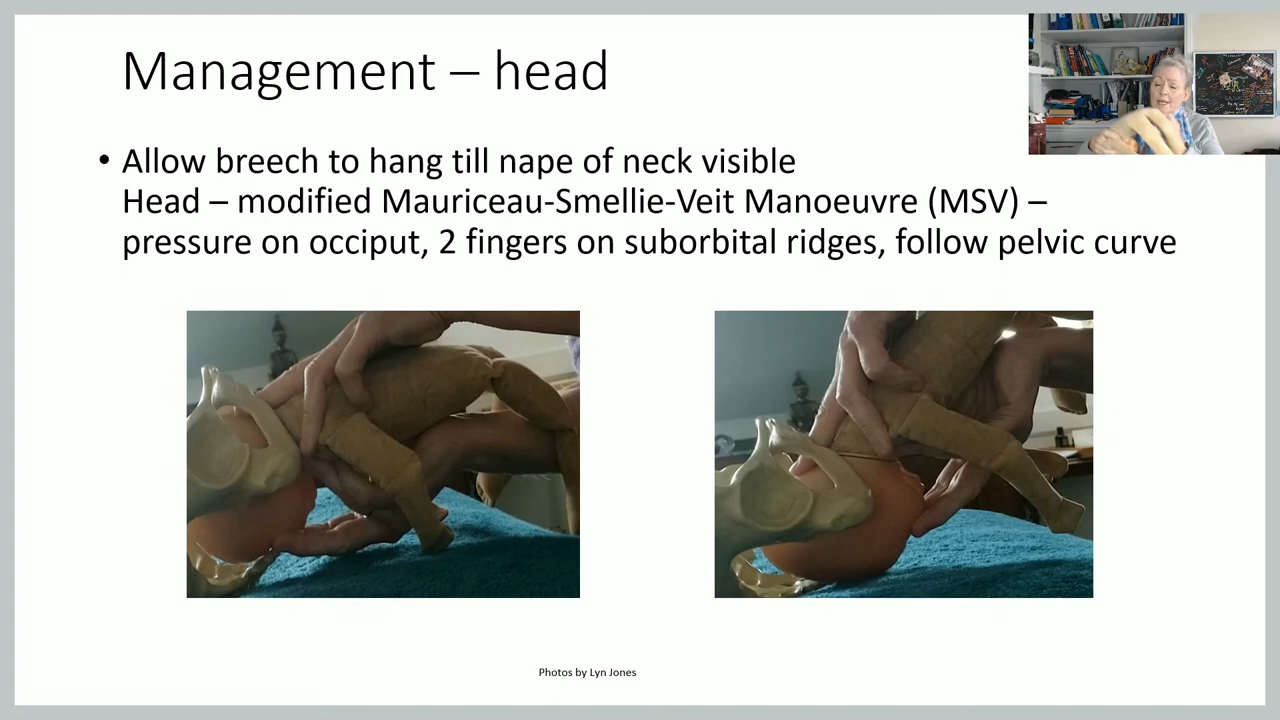 Management – head
• Allow breech to hang till nape of neck visible
Head – modified Mauriceau-Smellie-Veit Manoeuvre (MSV) –
pressure on occiput, 2 fingers on suborbital ridges, follow pelvic curve
Photos by Lyn Jones